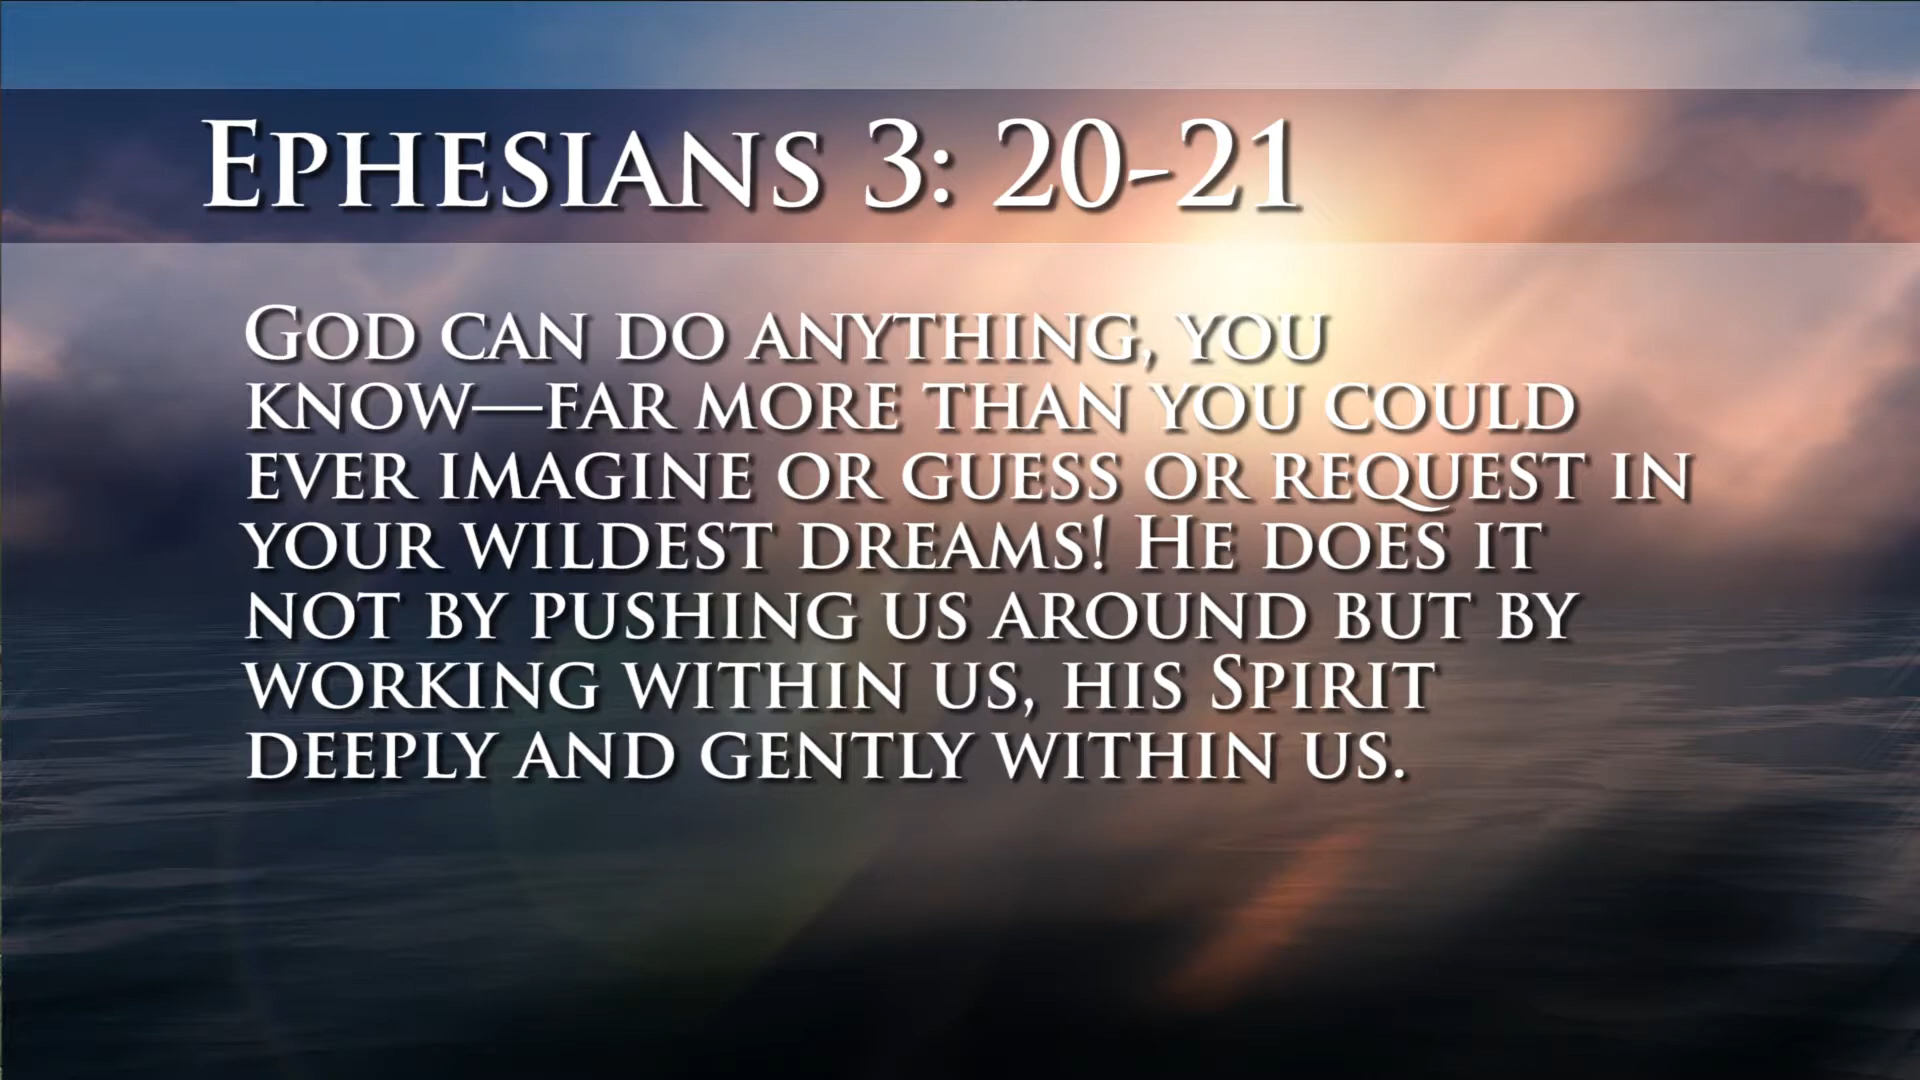 Ephesians 3: 20-21
God can do anything, you
know—far more than you could
ever imagine or guess or request in
your wildest dreams! He does it
not by pushing us around but by
working within us, his Spirit
deeply and gently within us.